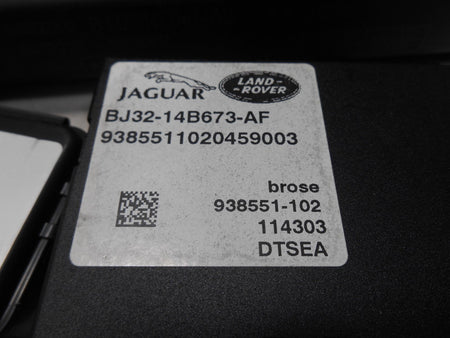 JAGUAR
LAND-
ROVER
BJ32-14B673-AF
9385511020459003
brose
938551-102
114303
DTSEA